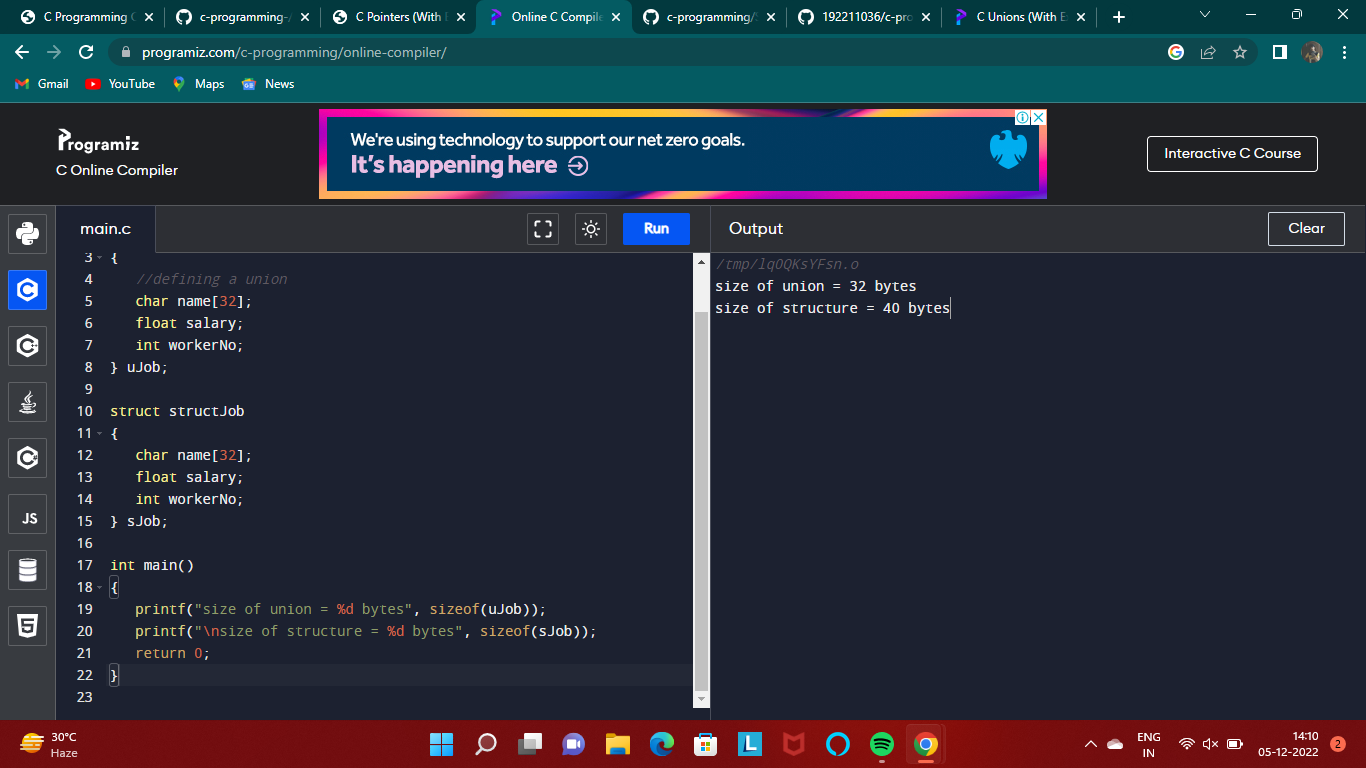 C Programming C
c-programming-/
C Pointers (With E
Online C Compile
c-programming/
192211036/c-pro
C Unions (With E
programiz.com/c-programming/online-compiler/
Gmail
YouTube
Maps
News
Programiz
C Online Compiler
We're using technology to support our net zero goals.
It's happening here
Interactive C Course
main.c
Run
Output
Clear
3 {
4 //defining a union
5 char name[32];
6 float salary;
7 int workerNo;
8 } uJob;
9
10 struct structJob
11 {
12 char name[32];
13 float salary;
14 int workerNo;
15 } sJob;
16
17 int main()
18 {
19 printf("size of union = %d bytes", sizeof(uJob));
20 printf("\nsize of structure = %d bytes", sizeof(sJob));
21 return 0;
22 }
23
/tmp/lqOQKsYFsn.o
size of union = 32 bytes
size of structure = 40 bytes
JS
30°C
Haze
ENG
IN
14:10
05-12-2022
2